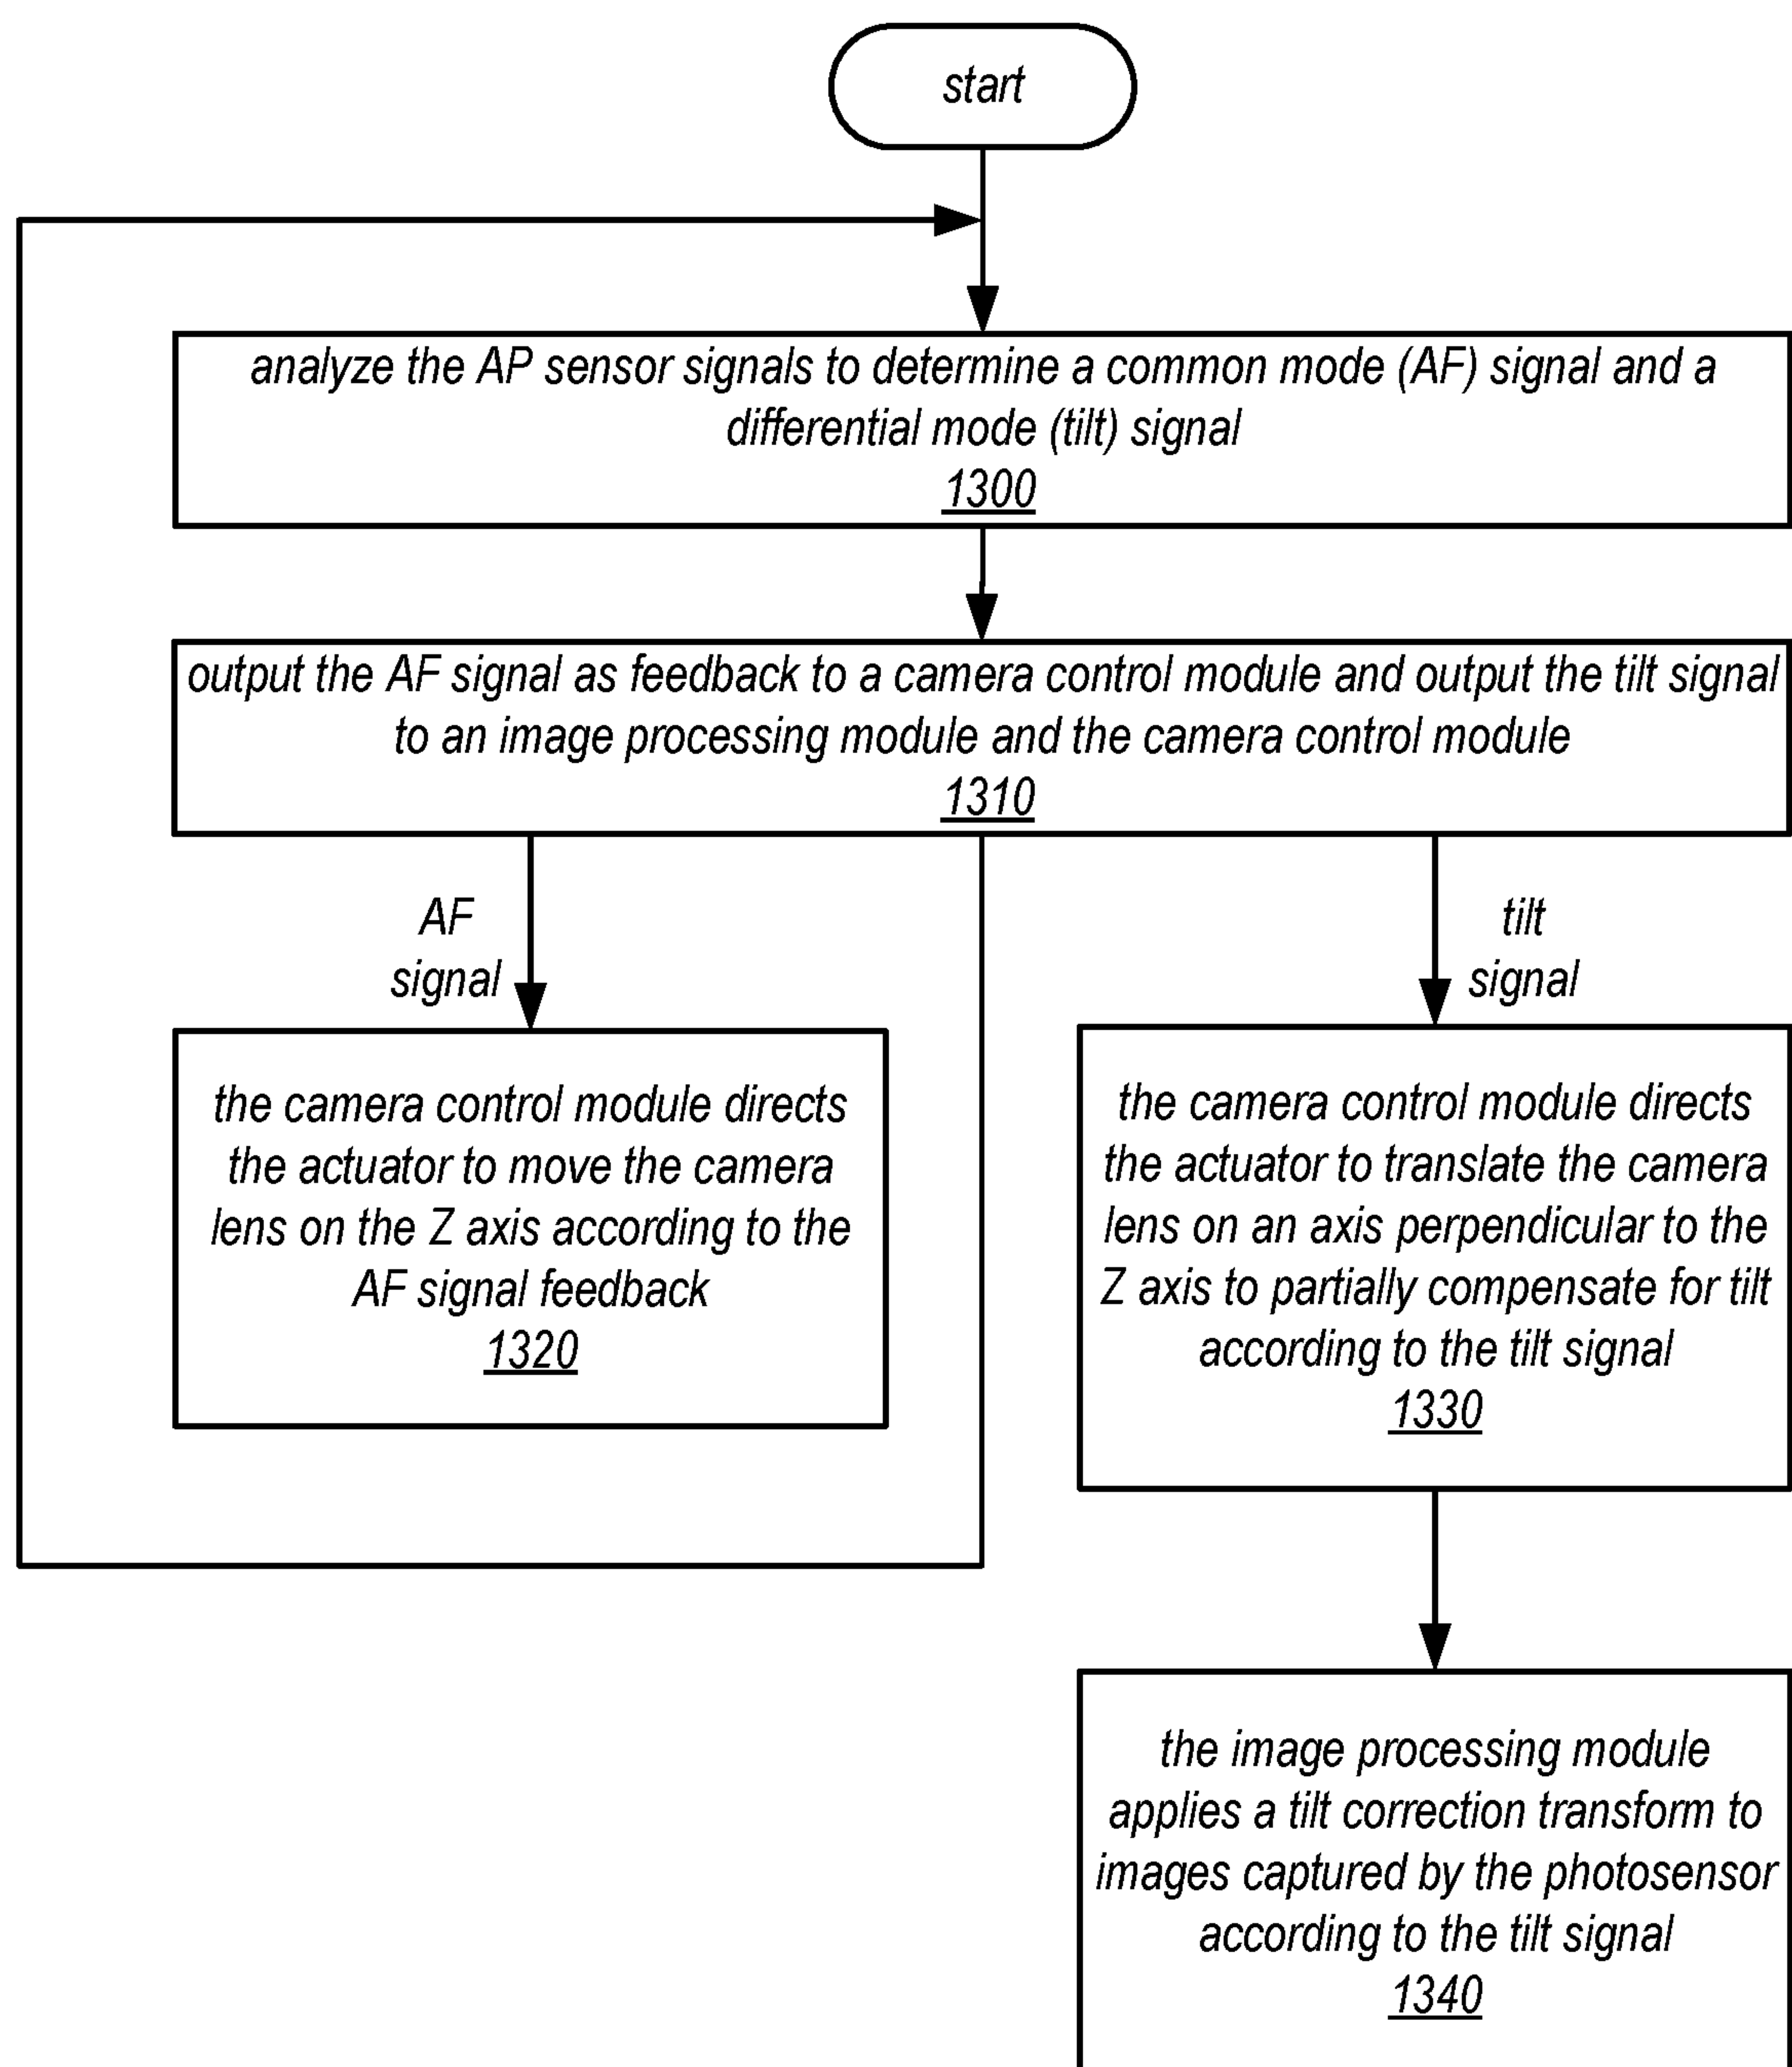 start
analyze the AP sensor signals to determine a common mode (AF) signal and a
differential mode (tilt) signal
1300
output the AF signal as feedback to a camera control module and output the tilt signal
to an image processing module and the camera control module
1310
AF
signal
tilt
signal
the camera control module directs
the actuator to move the camera
lens on the Z axis according to the
AF signal feedback
1320
the camera control module directs
the actuator to translate the camera
lens on an axis perpendicular to the
Z axis to partially compensate for tilt
according to the tilt signal
1330
the image processing module
applies a tilt correction transform to
images captured by the photosensor
according to the tilt signal
1340